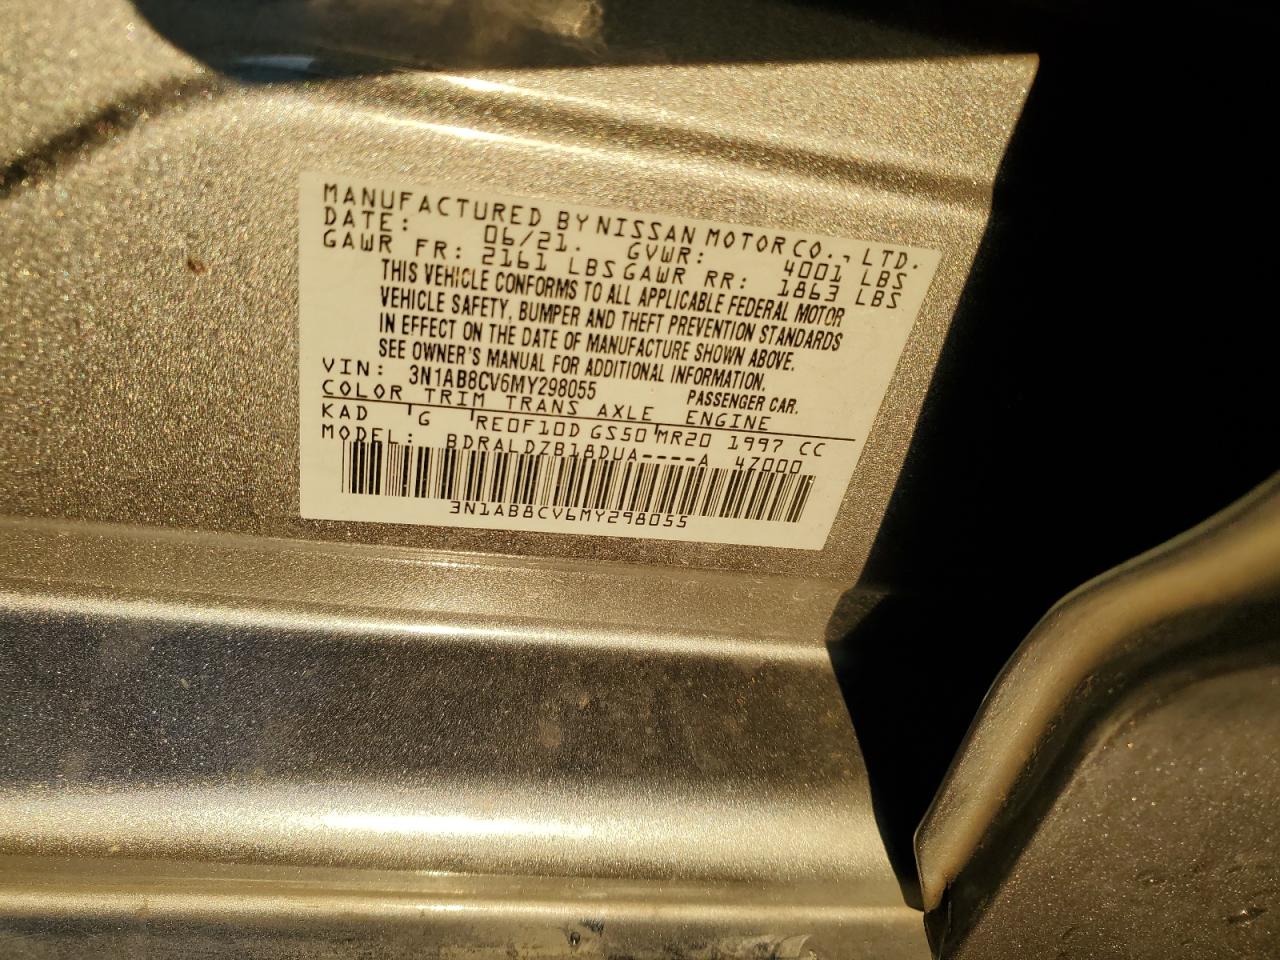 MANUFACTURED BY NISSAN MOTOR CO., LTD.
DATE: 06/21. GVWR: 4001 LBS
GAWR FR: 2161 LBS GAWR RR: 1863 LBS
THIS VEHICLE CONFORMS TO ALL APPLICABLE FEDERAL MOTOR
VEHICLE SAFETY, BUMPER AND THEFT PREVENTION STANDARDS
IN EFFECT ON THE DATE OF MANUFACTURE SHOWN ABOVE.
SEE OWNER'S MANUAL FOR ADDITIONAL INFORMATION.
VIN: 3N1AB8CV6MY298055 PASSENGER CAR.
COLOR TRIM TRANS AXLE ENGINE
KAD G RE0F10D GS50 MR20 1997 CC
MODEL: BDRALDZB18DUA----A 4Z000
3N1AB8CV6MY298055